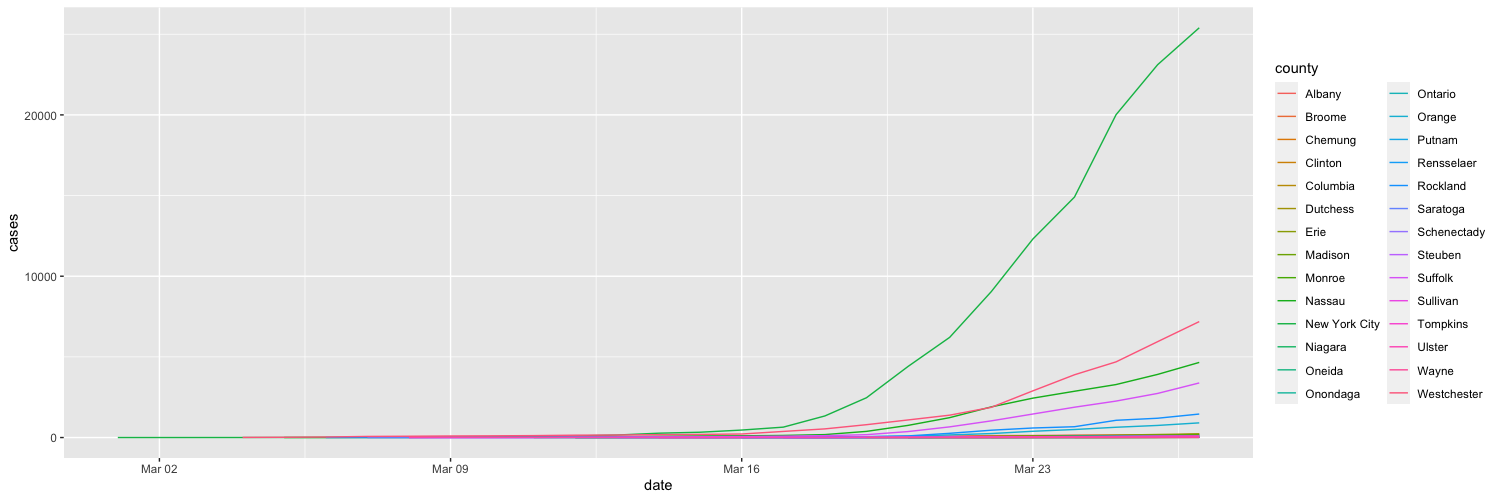 cases
20000
10000
0
Mar 02
Mar 09
Mar 16
Mar 23
date
county
Albany
Broome
Chemung
Clinton
Columbia
Dutchess
Erie
Madison
Monroe
Nassau
New York City
Niagara
Oneida
Onondaga
Ontario
Orange
Putnam
Rensselaer
Rockland
Saratoga
Schenectady
Steuben
Suffolk
Sullivan
Tompkins
Ulster
Wayne
Westchester